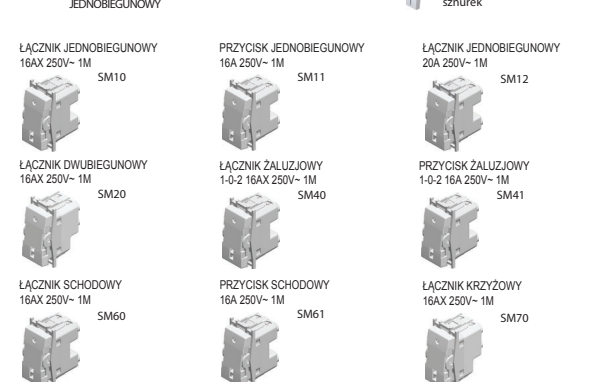 JEDNOBIEGUNOWY
sznurek
ŁĄCZNIK JEDNOBIEGUNOWY
16AX 250V~ 1M
SM10
PRZYCISK JEDNOBIEGUNOWY
16A 250V~ 1M
SM11
ŁĄCZNIK JEDNOBIEGUNOWY
20A 250V~ 1M
SM12
ŁĄCZNIK DWUBIEGUNOWY
16AX 250V~ 1M
SM20
ŁĄCZNIK ŻALUZJOWY
1-0-2 16AX 250V~ 1M
SM40
PRZYCISK ŻALUZJOWY
1-0-2 16A 250V~ 1M
SM41
ŁĄCZNIK SCHODOWY
16AX 250V~ 1M
SM60
PRZYCISK SCHODOWY
16A 250V~ 1M
SM61
ŁĄCZNIK KRZYŻOWY
16AX 250V~ 1M
SM70